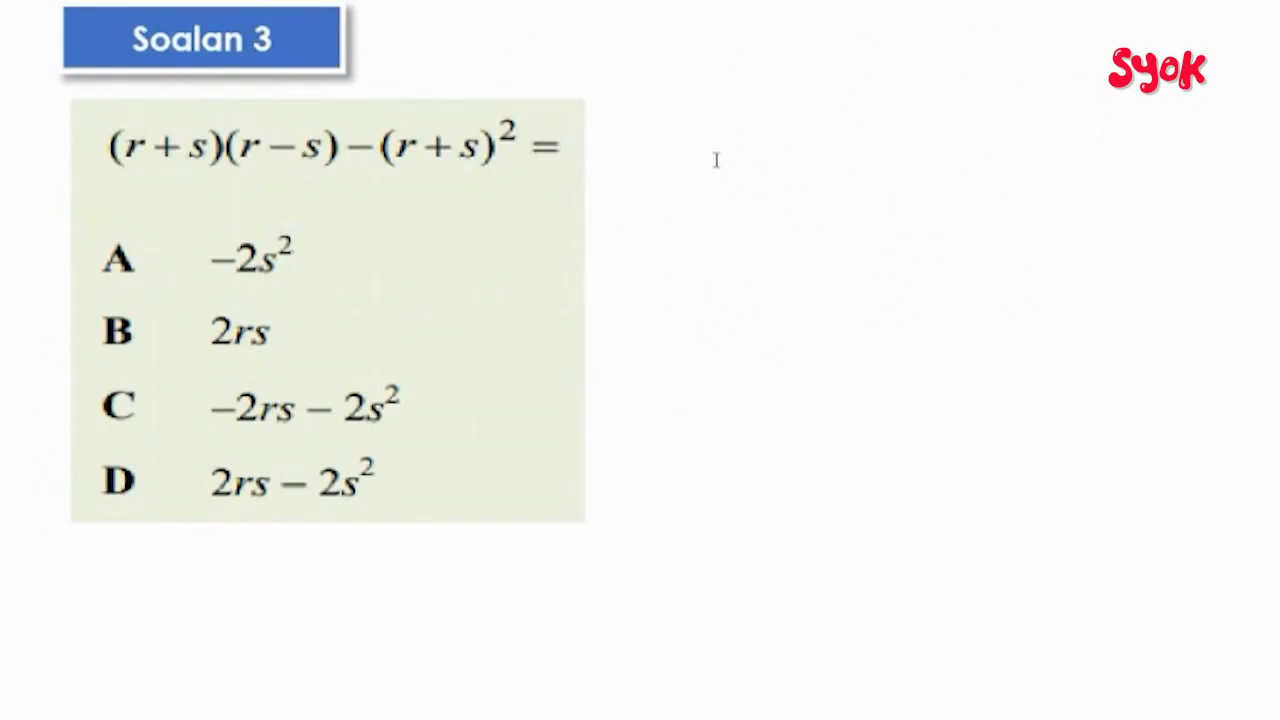 Soalan 3
Syok
(r + s)(r − s) − (r + s)² =
A −2s²
B 2rs
C −2rs − 2s²
D 2rs − 2s²